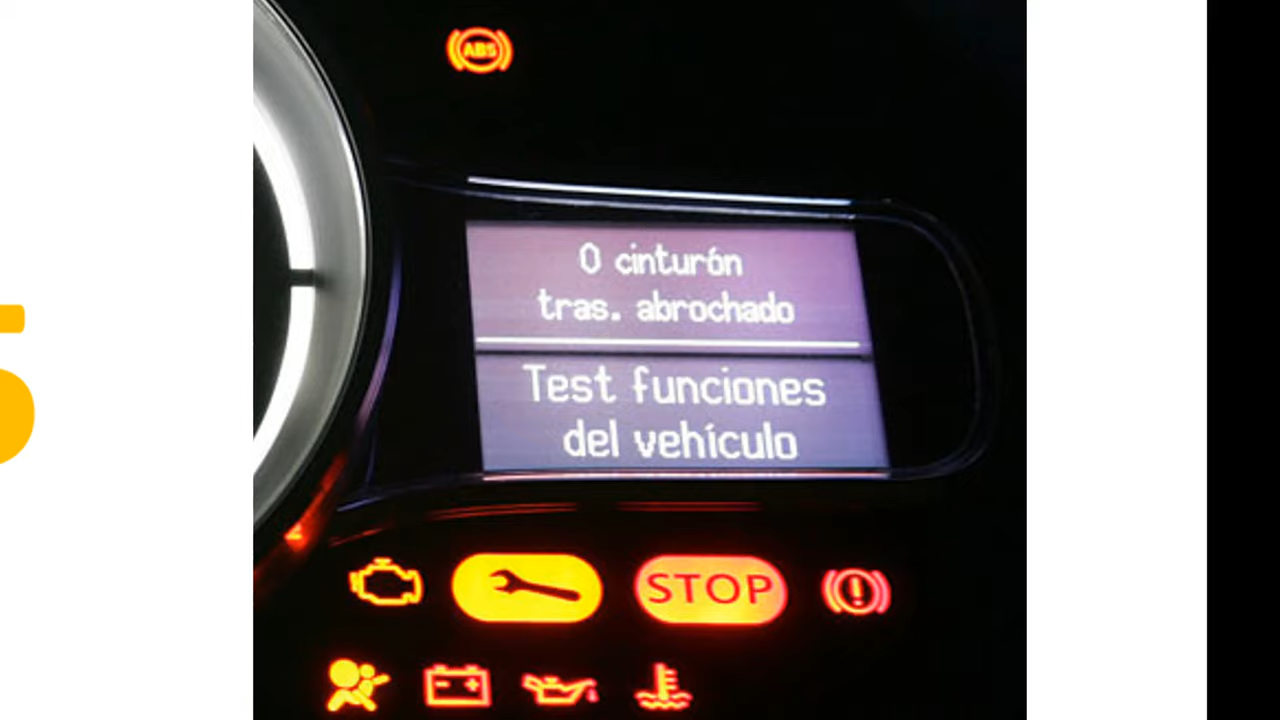 ABS
0 cinturón
tras. abrochado
Test funciones
del vehículo
STOP